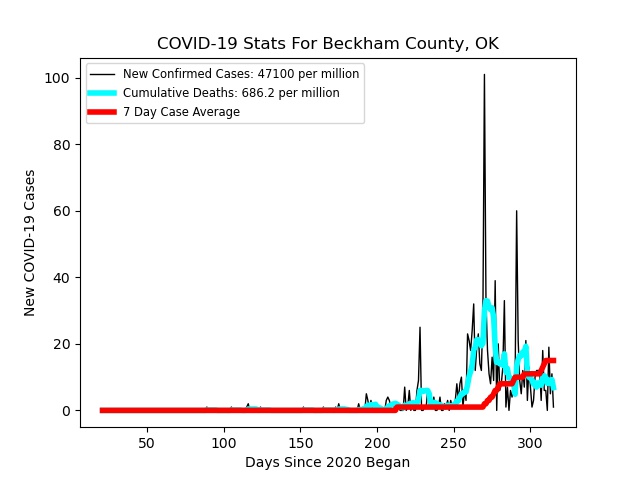 COVID-19 Stats For Beckham County, OK
New Confirmed Cases: 47100 per million
Cumulative Deaths: 686.2 per million
7 Day Case Average
New COVID-19 Cases
100
80
60
40
20
0
50 100 150 200 250 300
Days Since 2020 Began